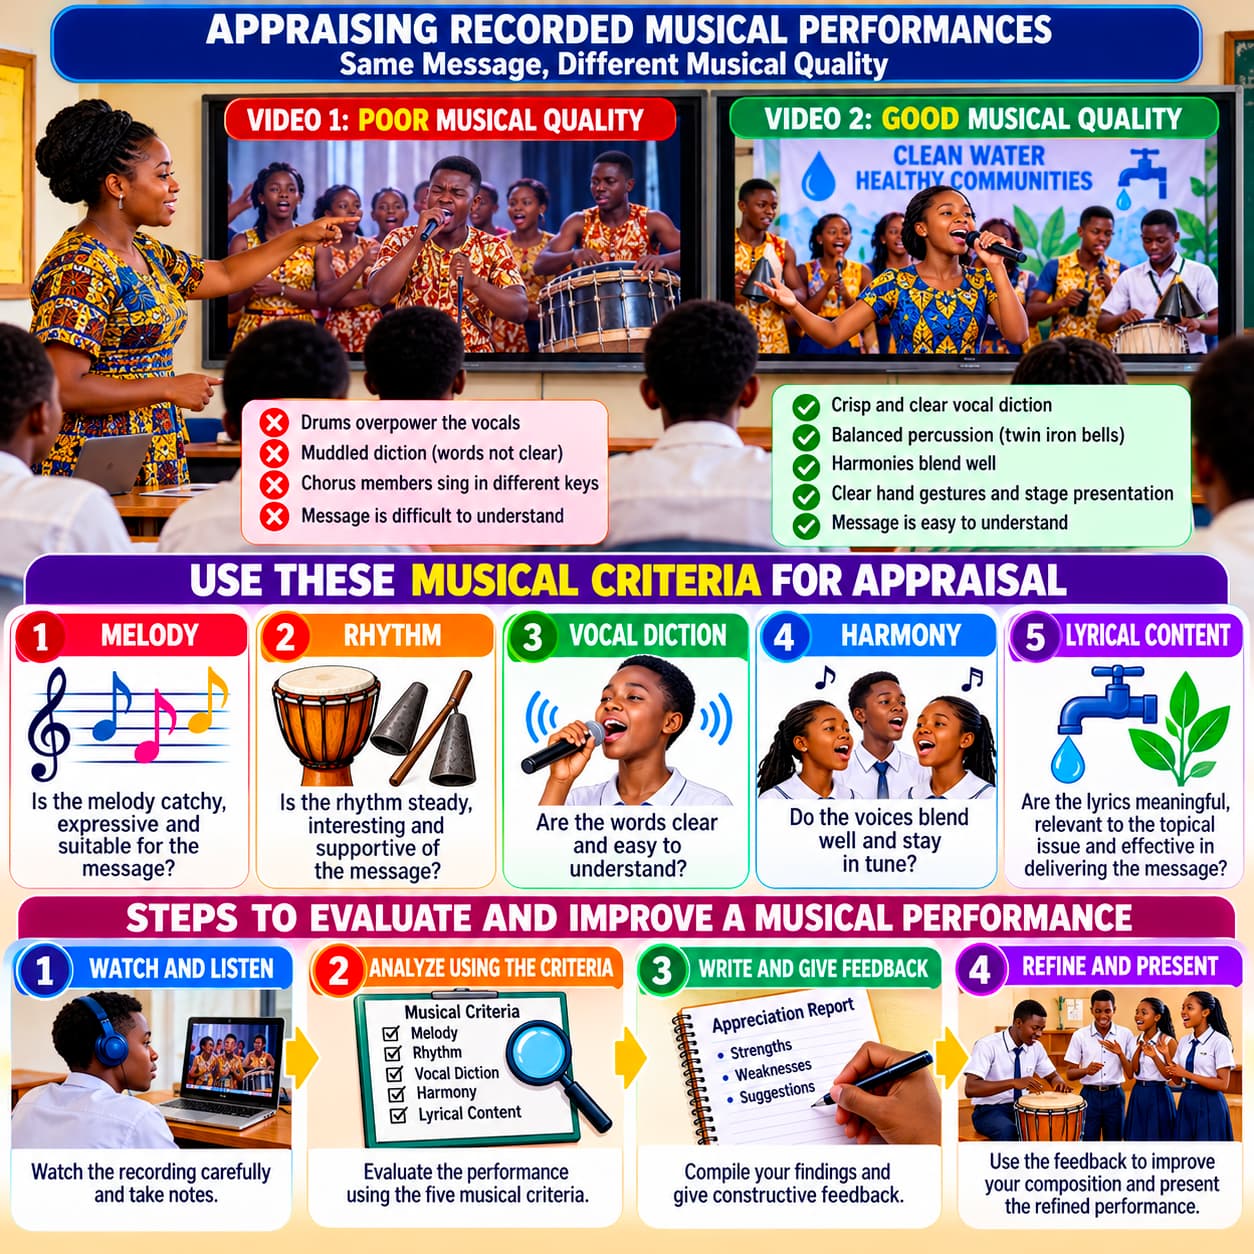 APPRAISING RECORDED MUSICAL PERFORMANCES
Same Message, Different Musical Quality
VIDEO 1: POOR MUSICAL QUALITY
VIDEO 2: GOOD MUSICAL QUALITY
CLEAN WATER
HEALTHY COMMUNITIES
Drums overpower the vocals
Muddled diction (words not clear)
Chorus members sing in different keys
Message is difficult to understand
Crisp and clear vocal diction
Balanced percussion (twin iron bells)
Harmonies blend well
Clear hand gestures and stage presentation
Message is easy to understand
USE THESE MUSICAL CRITERIA FOR APPRAISAL
1 MELODY
Is the melody catchy,
expressive and
suitable for the
message?
2 RHYTHM
Is the rhythm steady,
interesting and
supportive of
the message?
3 VOCAL DICTION
Are the words clear
and easy to
understand?
4 HARMONY
Do the voices blend
well and stay
in tune?
5 LYRICAL CONTENT
Are the lyrics meaningful,
relevant to the topical
issue and effective in
delivering the message?
STEPS TO EVALUATE AND IMPROVE A MUSICAL PERFORMANCE
1 WATCH AND LISTEN
Watch the recording carefully
and take notes.
2 ANALYZE USING THE CRITERIA
Musical Criteria
Melody
Rhythm
Vocal Diction
Harmony
Lyrical Content
Evaluate the performance
using the five musical criteria.
3 WRITE AND GIVE FEEDBACK
Appreciation Report
• Strengths
• Weaknesses
• Suggestions
Compile your findings and
give constructive feedback.
4 REFINE AND PRESENT
Use the feedback to improve
your composition and present
the refined performance.